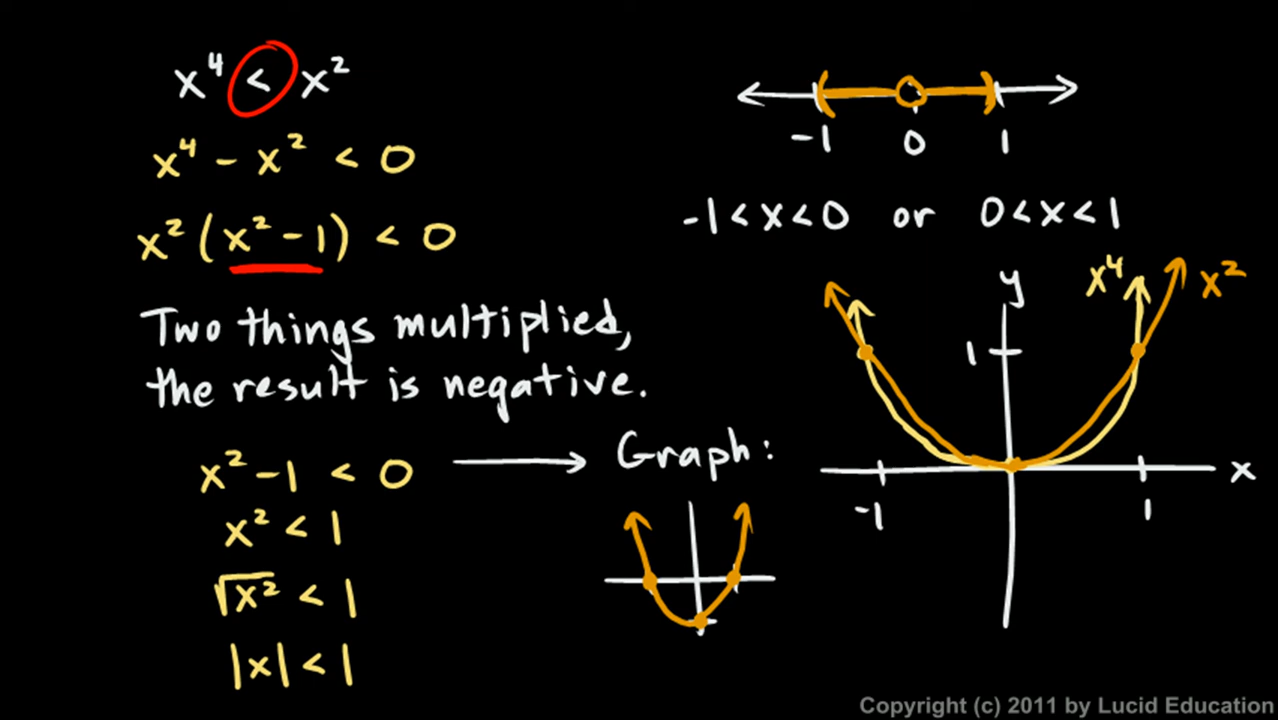 x⁴ < x²
x⁴ - x² < 0
x² (x² - 1) < 0
Two things multiplied,
the result is negative.
x² - 1 < 0
x² < 1
√x² < 1
|x| < 1
Graph:
-1 0 1
-1 < x < 0 or 0 < x < 1
y
x⁴ x²
1
x
-1 1
Copyright (c) 2011 by Lucid Education